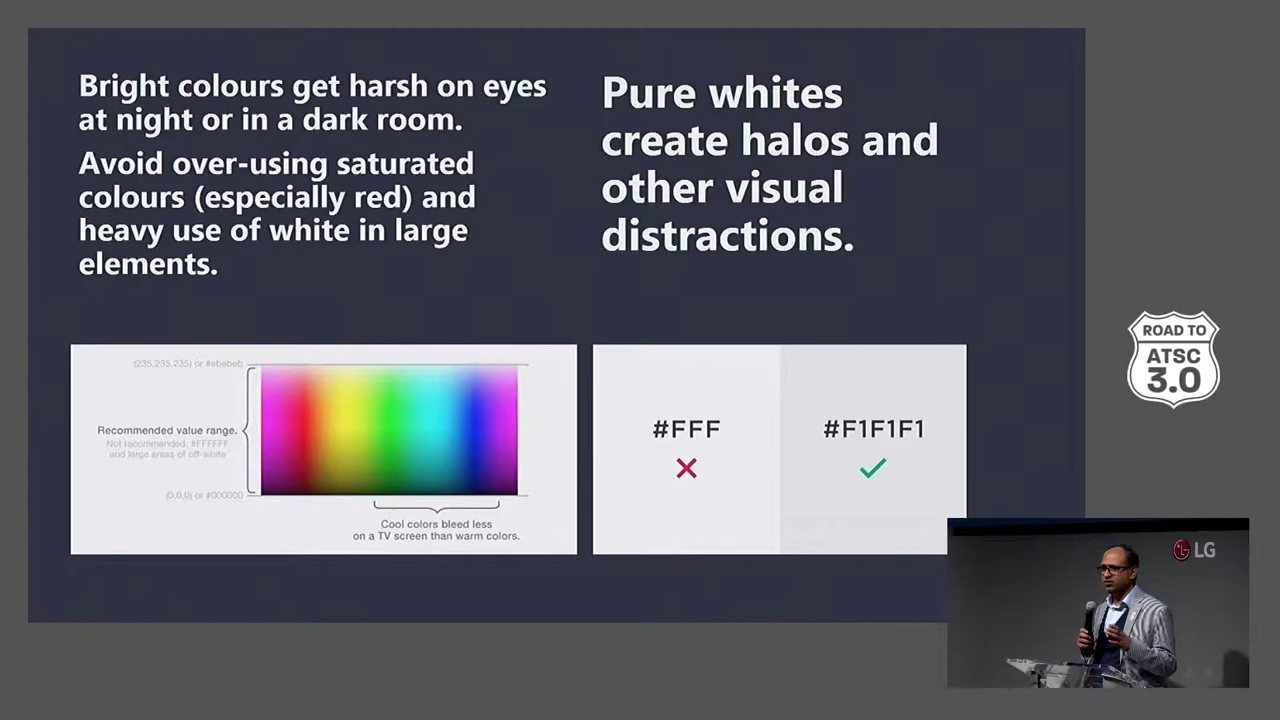 Bright colours get harsh on eyes
at night or in a dark room.
Avoid over-using saturated
colours (especially red) and
heavy use of white in large
elements.
Pure whites
create halos and
other visual
distractions.
(235,235,235) or #ebebeb
Recommended value range.
Not recommended: #FFFFFF
and large areas of off-white
(0,0,0) or #000000
Cool colors bleed less
on a TV screen than warm colors.
#FFF
#F1F1F1
ROAD TO
ATSC
3.0
LG